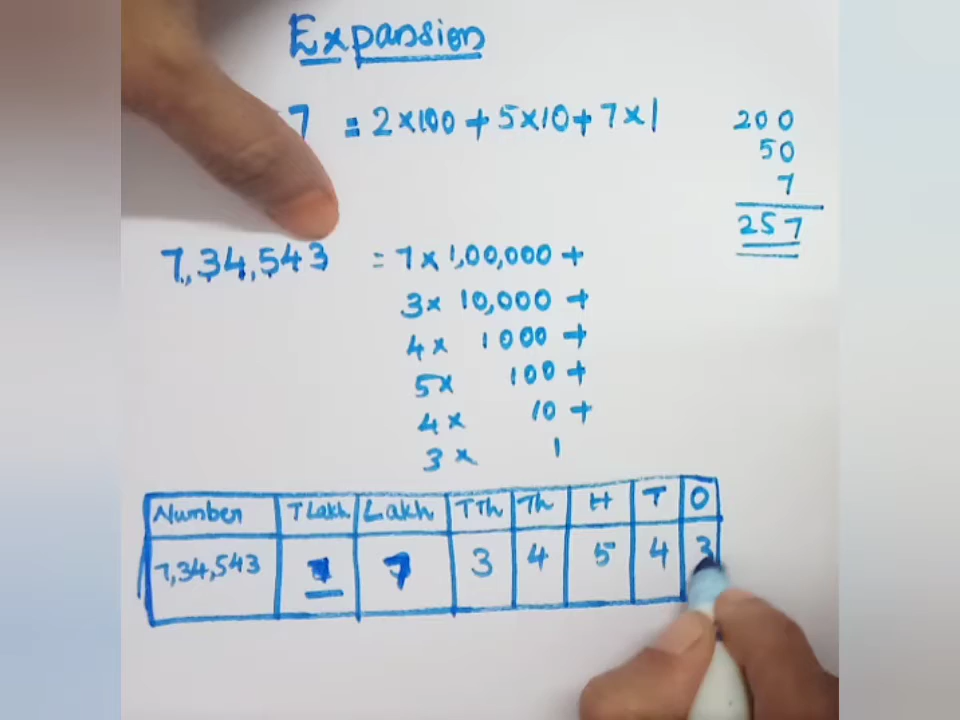 Expansion
7 = 2×100 + 5×10 + 7×1
200
50
7
257
7,34,543 = 7 × 1,00,000 +
3× 10,000 +
4× 1000 +
5× 100 +
4× 10 +
3× 1
Number T Lakh Lakh T Th Th H T O
7,34,543 7 3 4 5 4 3